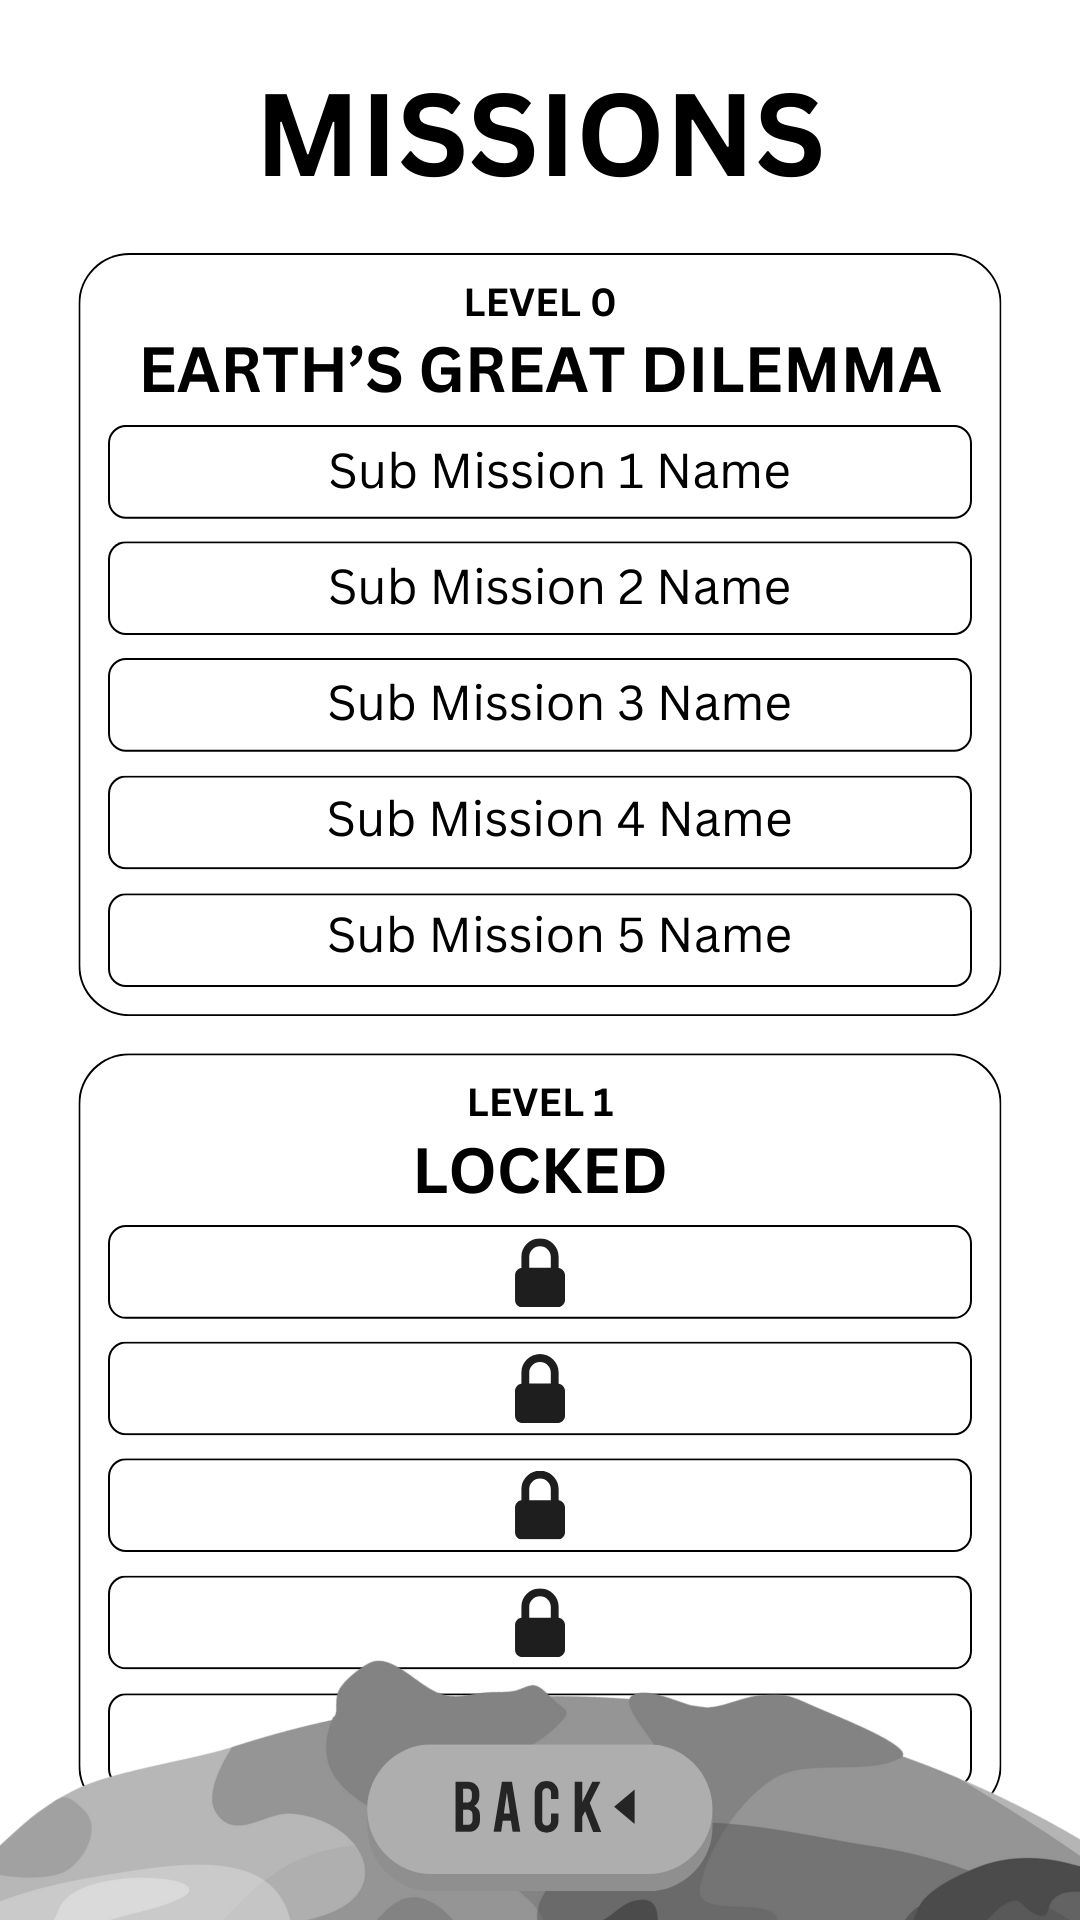 MISSIONS
LEVEL 0
EARTH’S GREAT DILEMMA
Sub Mission 1 Name
Sub Mission 2 Name
Sub Mission 3 Name
Sub Mission 4 Name
Sub Mission 5 Name
LEVEL 1
LOCKED
BACK